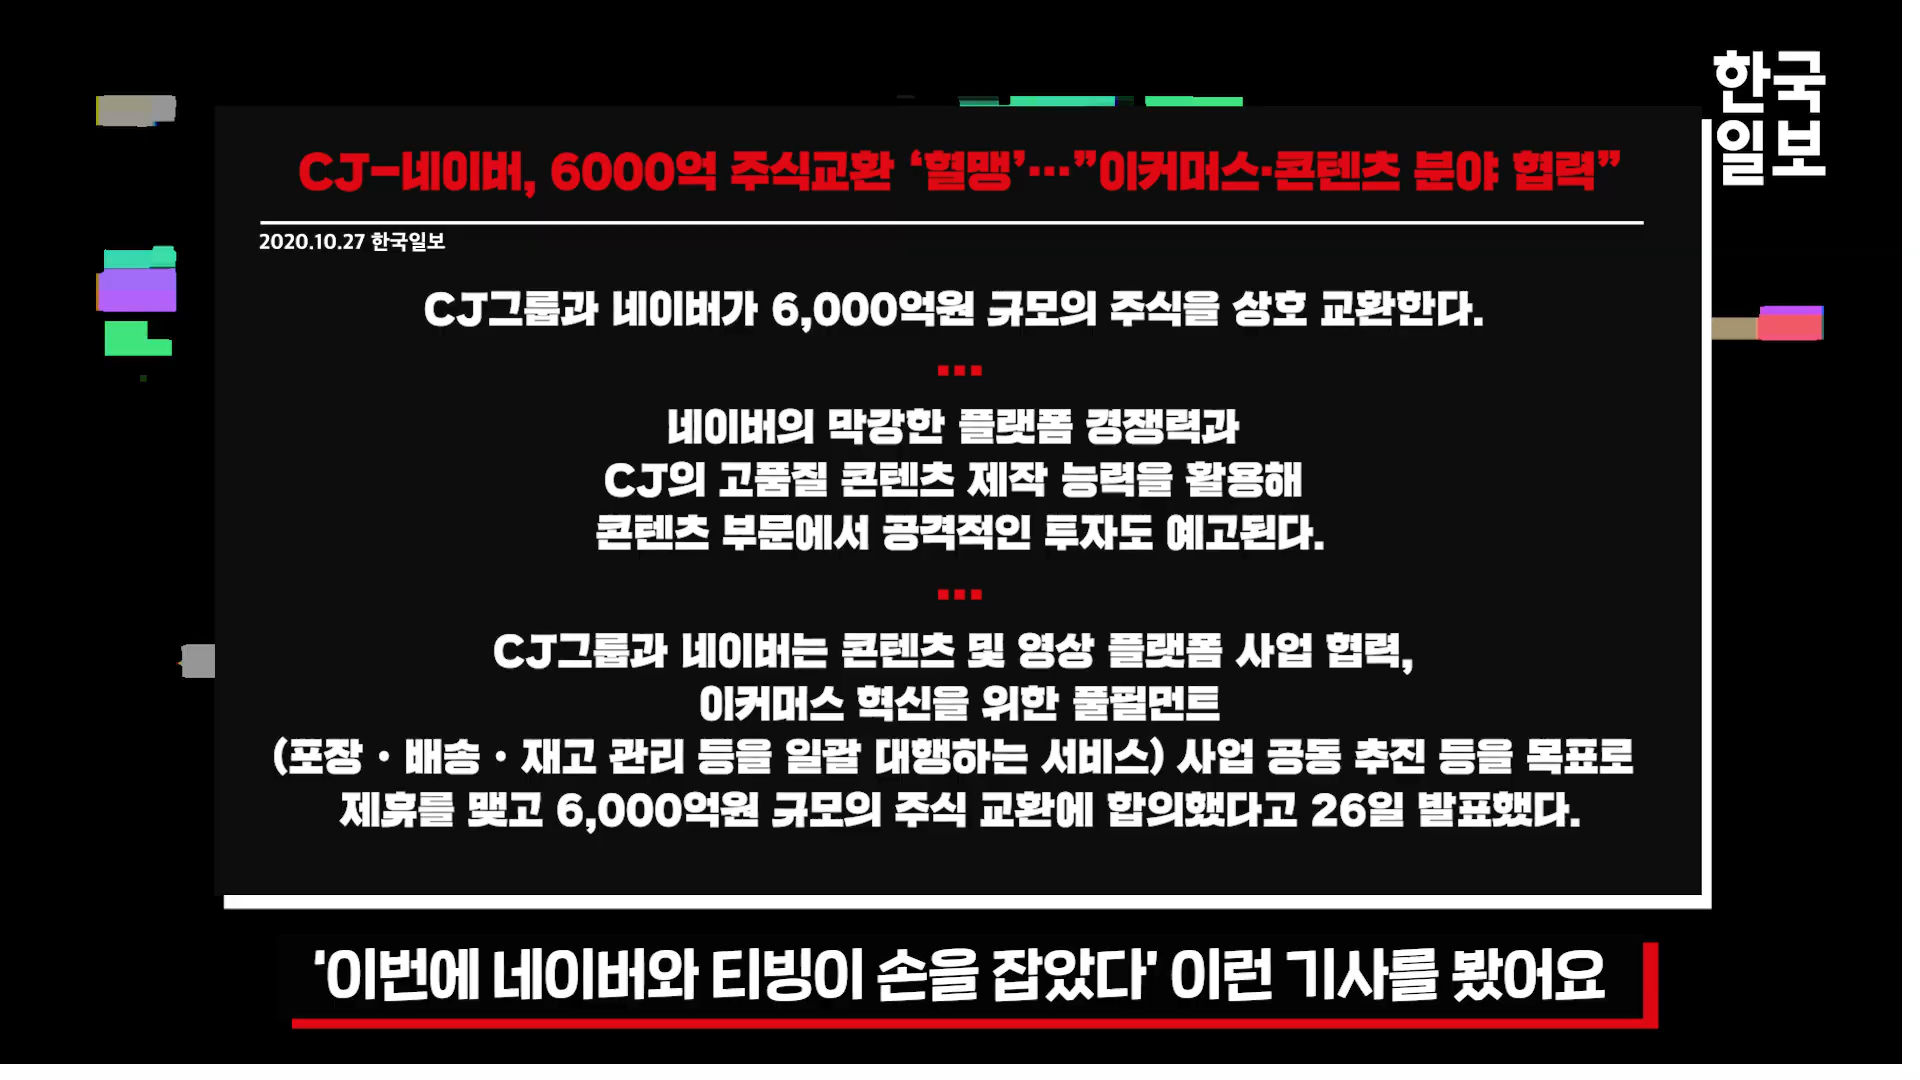 한국
일보
CJ-네이버, 6000억 주식교환 ‘혈맹’…”이커머스·콘텐츠 분야 협력”
2020.10.27 한국일보
CJ그룹과 네이버가 6,000억원 규모의 주식을 상호 교환한다.
...
네이버의 막강한 플랫폼 경쟁력과
CJ의 고품질 콘텐츠 제작 능력을 활용해
콘텐츠 부문에서 공격적인 투자도 예고된다.
...
CJ그룹과 네이버는 콘텐츠 및 영상 플랫폼 사업 협력,
이커머스 혁신을 위한 풀필먼트
(포장 · 배송 · 재고 관리 등을 일괄 대행하는 서비스) 사업 공동 추진 등을 목표로
제휴를 맺고 6,000억원 규모의 주식 교환에 합의했다고 26일 발표했다.
'이번에 네이버와 티빙이 손을 잡았다' 이런 기사를 봤어요